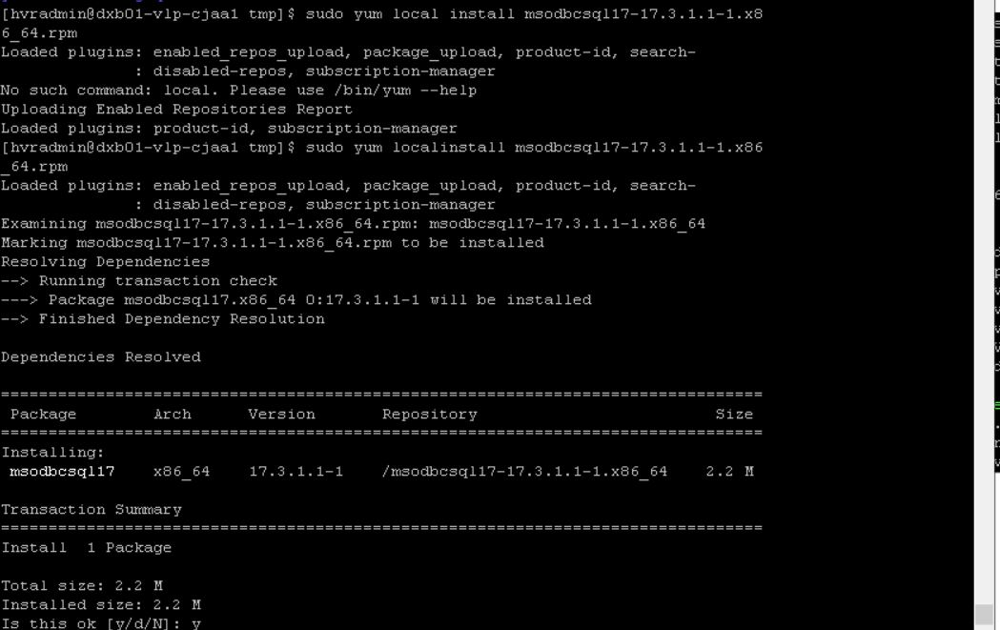 [hvradmin@dxb01-vlp-cjaa1 tmp]$ sudo yum local install msodbcsql17-17.3.1.1-1.x8
6_64.rpm
Loaded plugins: enabled_repos_upload, package_upload, product-id, search-
              : disabled-repos, subscription-manager
No such command: local. Please use /bin/yum --help
Uploading Enabled Repositories Report
Loaded plugins: product-id, subscription-manager
[hvradmin@dxb01-vlp-cjaa1 tmp]$ sudo yum localinstall msodbcsql17-17.3.1.1-1.x86
_64.rpm
Loaded plugins: enabled_repos_upload, package_upload, product-id, search-
              : disabled-repos, subscription-manager
Examining msodbcsql17-17.3.1.1-1.x86_64.rpm: msodbcsql17-17.3.1.1-1.x86_64
Marking msodbcsql17-17.3.1.1-1.x86_64.rpm to be installed
Resolving Dependencies
--> Running transaction check
---> Package msodbcsql17.x86_64 0:17.3.1.1-1 will be installed
--> Finished Dependency Resolution

Dependencies Resolved

================================================================================
 Package        Arch      Version       Repository                         Size
================================================================================
Installing:
 msodbcsql17    x86_64    17.3.1.1-1    /msodbcsql17-17.3.1.1-1.x86_64    2.2 M

Transaction Summary
================================================================================
Install  1 Package

Total size: 2.2 M
Installed size: 2.2 M
Is this ok [y/d/N]: y